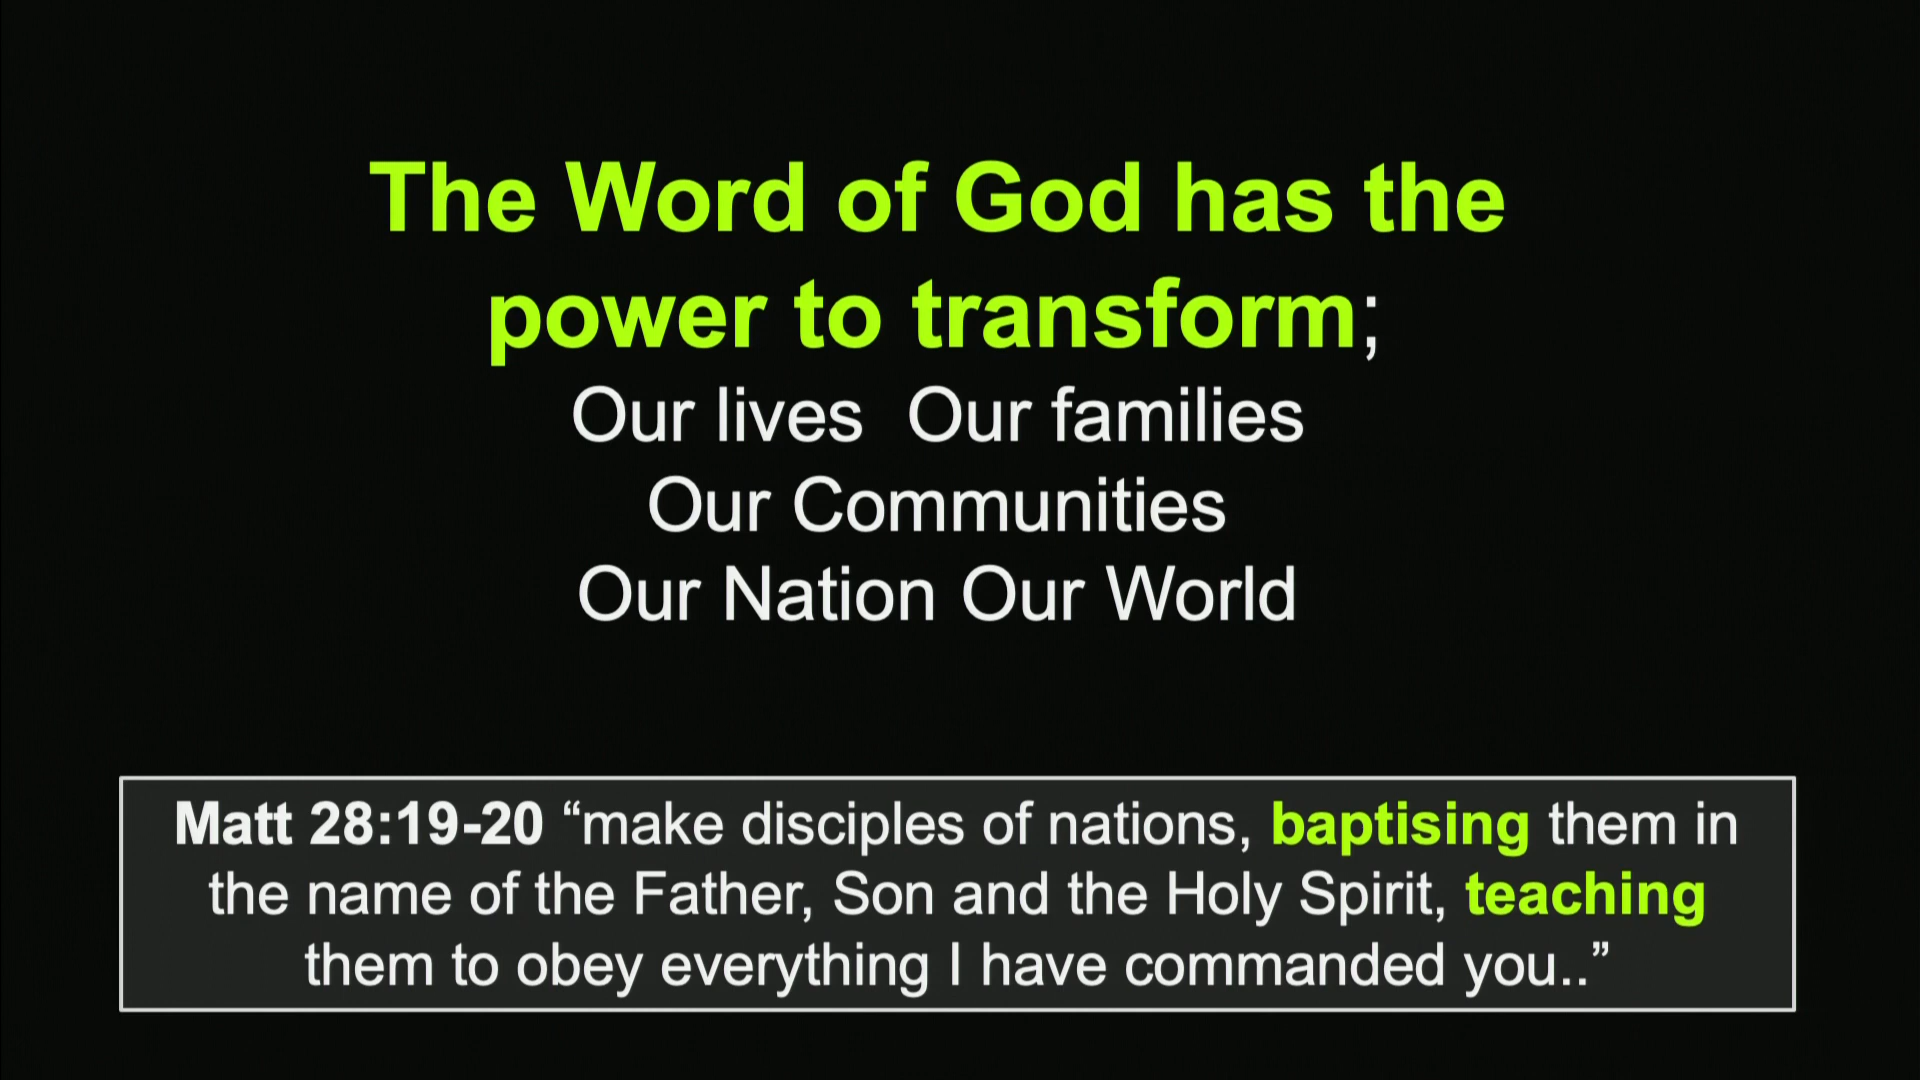 The Word of God has the
power to transform;
Our lives  Our families
Our Communities
Our Nation Our World
Matt 28:19-20 “make disciples of nations, baptising them in
the name of the Father, Son and the Holy Spirit, teaching
them to obey everything I have commanded you..”